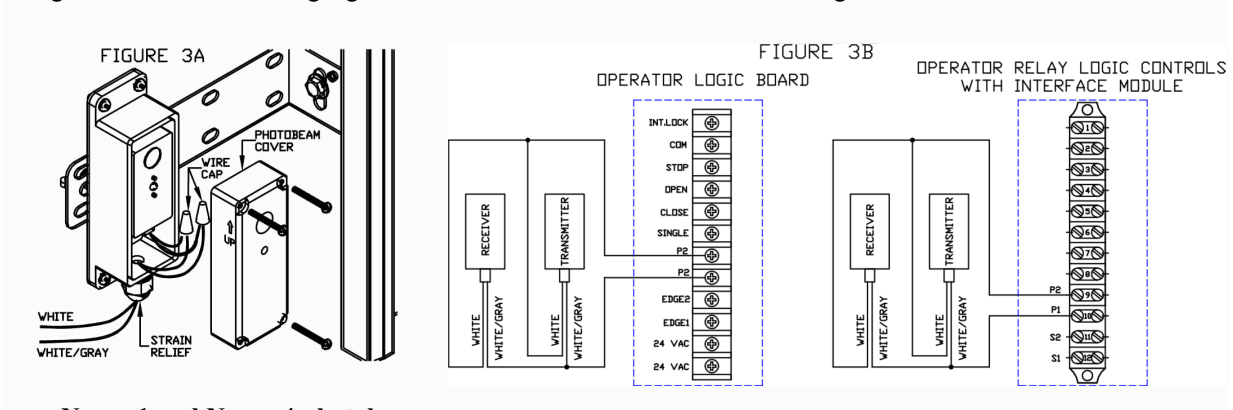 FIGURE 3A
PHOTOBEAM
COVER
WIRE
CAP
UP
WHITE
WHITE/GRAY
STRAIN
RELIEF
FIGURE 3B
OPERATOR LOGIC BOARD
INT.LOCK
COM
STOP
OPEN
CLOSE
SINGLE
P2
P2
EDGE2
EDGE1
24 VAC
24 VAC
RECEIVER
TRANSMITTER
WHITE
WHITE/GRAY
WHITE
WHITE/GRAY
OPERATOR RELAY LOGIC CONTROLS
WITH INTERFACE MODULE
1
2
3
4
5
6
7
8
P2 9
P1 10
S2 11
S1 12
RECEIVER
TRANSMITTER
WHITE
WHITE/GRAY
WHITE
WHITE/GRAY